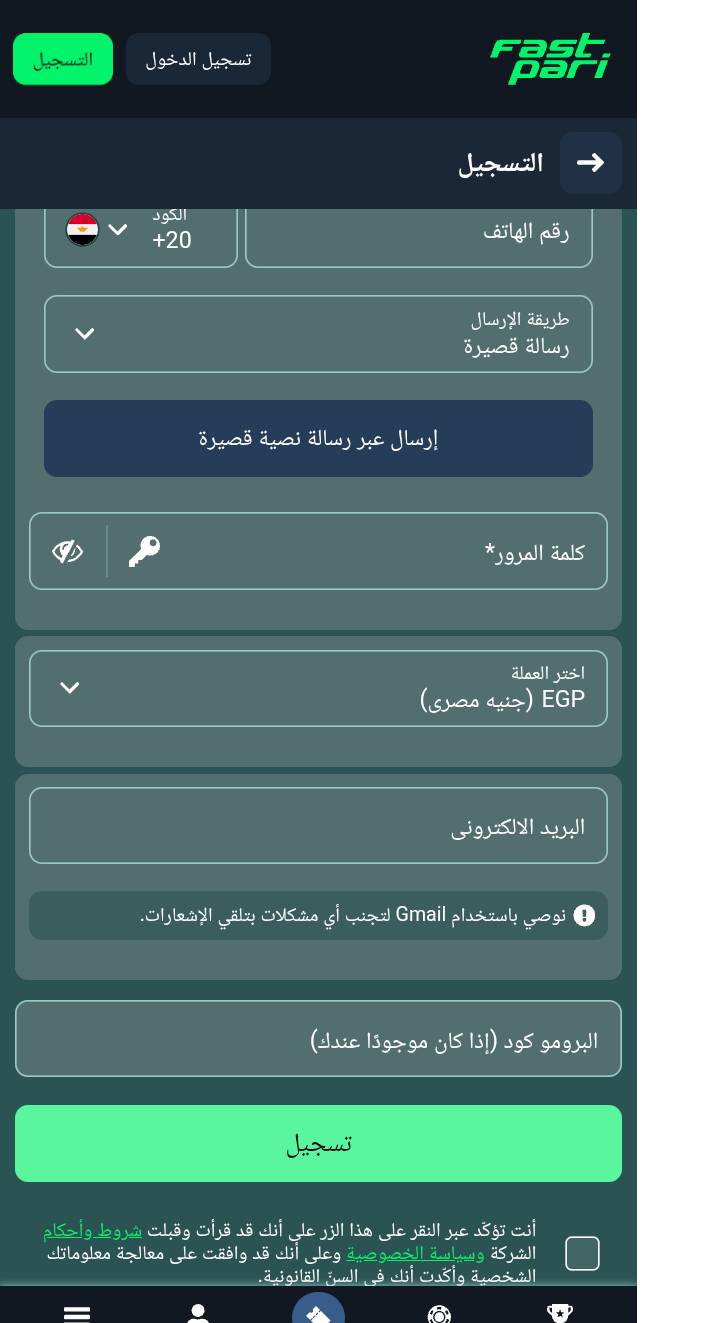 fast pari
تسجيل الدخول
التسجيل
التسجيل
رقم الهاتف
الكود
+20
طريقة الإرسال
رسالة قصيرة
إرسال عبر رسالة نصية قصيرة
كلمة المرور*
اختر العملة
EGP (جنيه مصرى)
البريد الالكترونى
نوصي باستخدام Gmail لتجنب أي مشكلات بتلقي الإشعارات.
البرومو كود (إذا كان موجودًا عندك)
تسجيل
أنت تؤكّد عبر النقر على هذا الزر على أنك قد قرأت وقبلت شروط وأحكام
الشركة وسياسة الخصوصية وعلى أنك قد وافقت على معالجة معلوماتك
الشخصية وأكّدت أنك في السنّ القانونية.